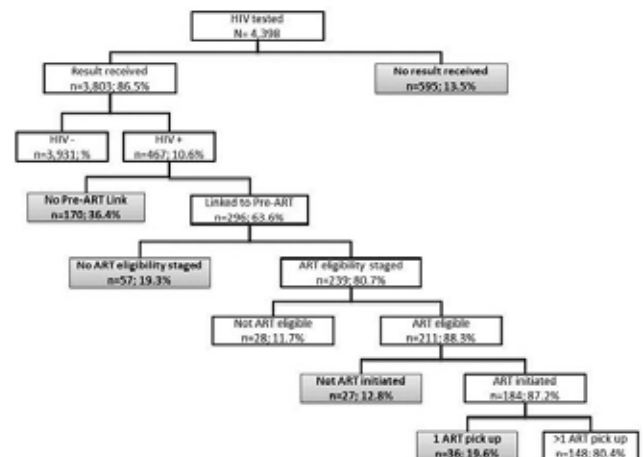 HIV tested
N= 4,398
Result received
n=3,803; 86.5%
No result received
n=595; 13.5%
HIV -
n=3,931; %
HIV +
n=467; 10.6%
No Pre-ART Link
n=170; 36.4%
Linked to Pre-ART
n=296; 63.6%
No ART eligibility staged
n=57; 19.3%
ART eligibility staged
n=239; 80.7%
Not ART eligible
n=28; 11.7%
ART eligible
n=211; 88.3%
Not ART initiated
n=27; 12.8%
ART initiated
n=184; 87.2%
1 ART pick up
n=36; 19.6%
>1 ART pick up
n=148; 80.4%